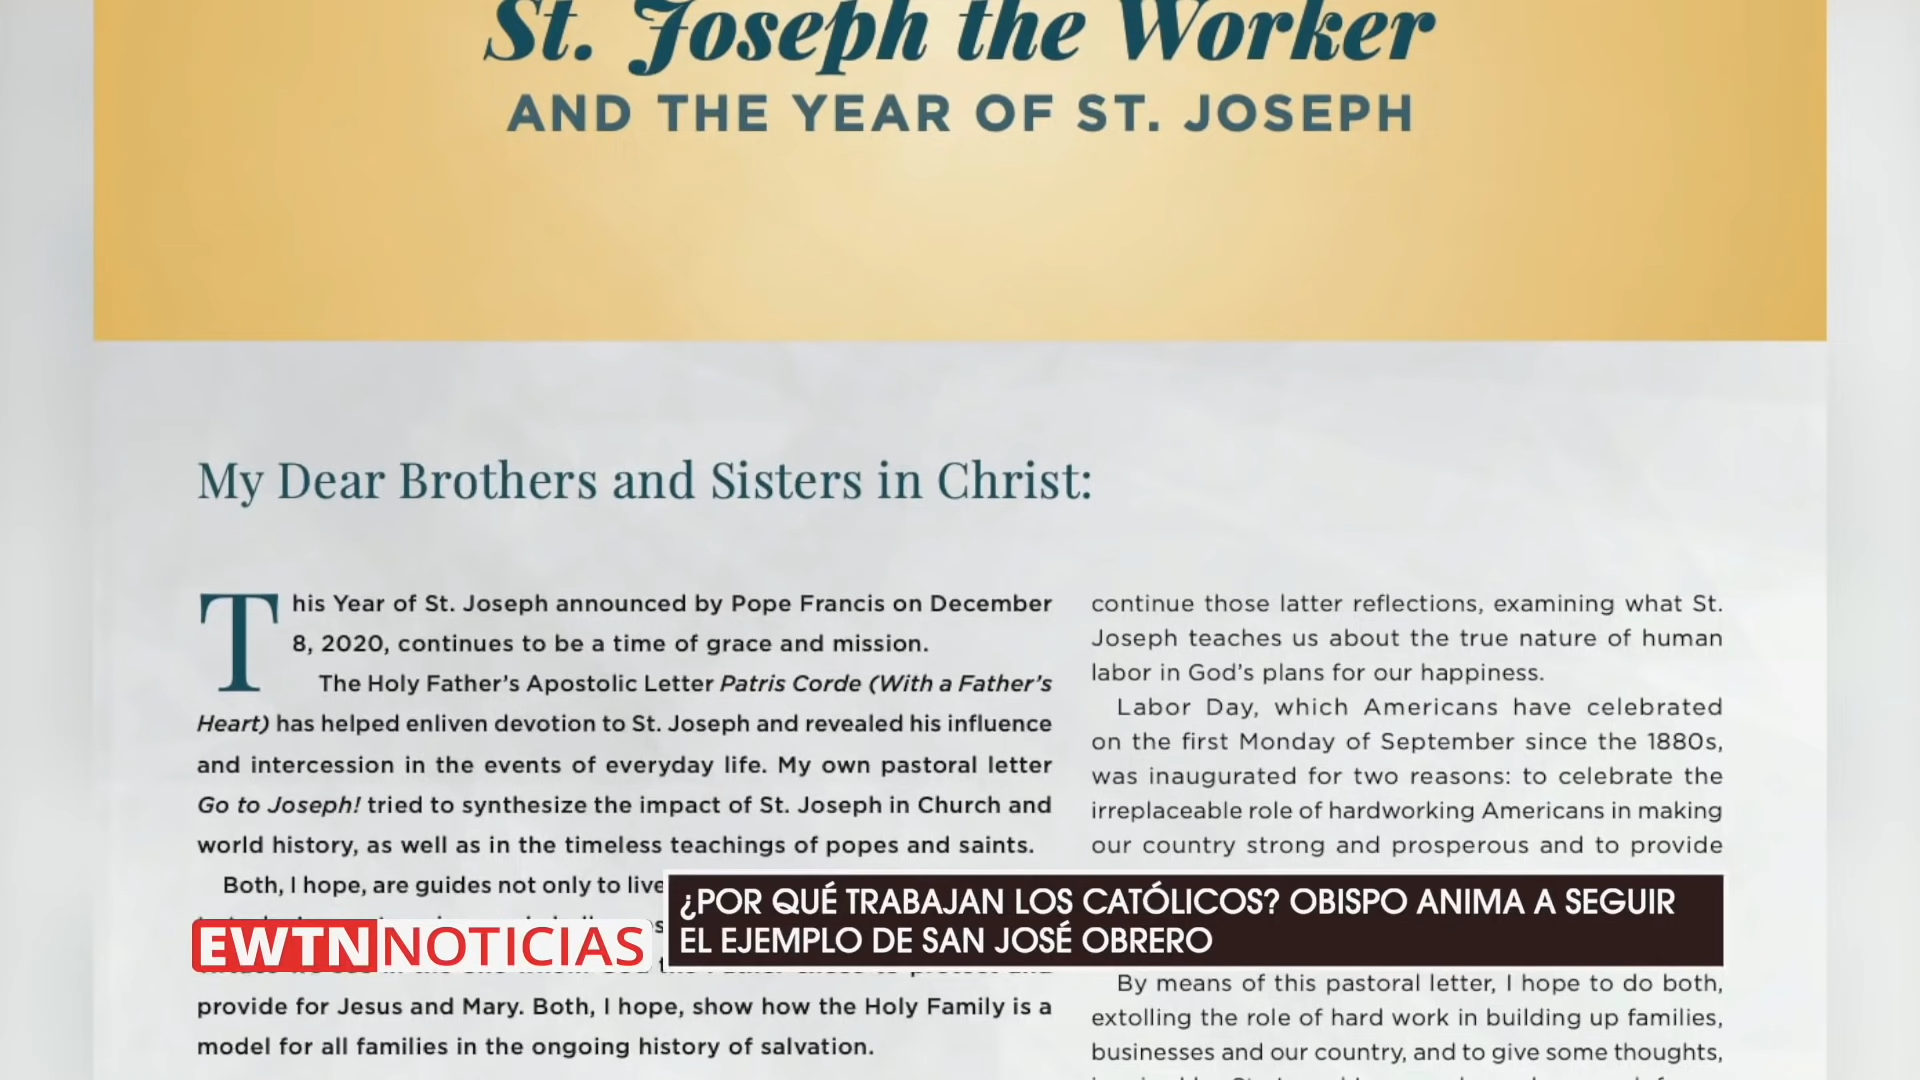 St. Joseph the Worker
AND THE YEAR OF ST. JOSEPH
My Dear Brothers and Sisters in Christ:
This Year of St. Joseph announced by Pope Francis on December
8, 2020, continues to be a time of grace and mission.
The Holy Father's Apostolic Letter Patris Corde (With a Father's
Heart) has helped enliven devotion to St. Joseph and revealed his influence
and intercession in the events of everyday life. My own pastoral letter
Go to Joseph! tried to synthesize the impact of St. Joseph in Church and
world history, as well as in the timeless teachings of popes and saints.
Both, I hope, are guides not only to live
provide for Jesus and Mary. Both, I hope, show how the Holy Family is a
model for all families in the ongoing history of salvation.
continue those latter reflections, examining what St.
Joseph teaches us about the true nature of human
labor in God's plans for our happiness.
Labor Day, which Americans have celebrated
on the first Monday of September since the 1880s,
was inaugurated for two reasons: to celebrate the
irreplaceable role of hardworking Americans in making
our country strong and prosperous and to provide
By means of this pastoral letter, I hope to do both,
extolling the role of hard work in building up families,
businesses and our country, and to give some thoughts,
EWTN NOTICIAS
¿POR QUÉ TRABAJAN LOS CATÓLICOS? OBISPO ANIMA A SEGUIR
EL EJEMPLO DE SAN JOSÉ OBRERO